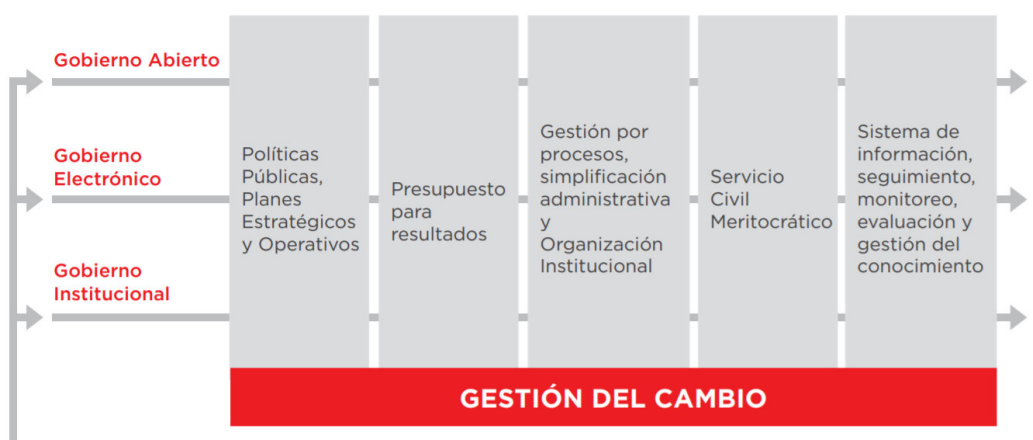 Gobierno Abierto
Gobierno
Electrónico
Gobierno
Institucional
Políticas
Públicas,
Planes
Estratégicos
y Operativos
Presupuesto
para
resultados
Gestión por
procesos,
simplificación
administrativa
y
Organización
Institucional
Servicio
Civil
Meritocrático
Sistema de
información,
seguimiento,
monitoreo,
evaluación y
gestión del
conocimiento
GESTIÓN DEL CAMBIO